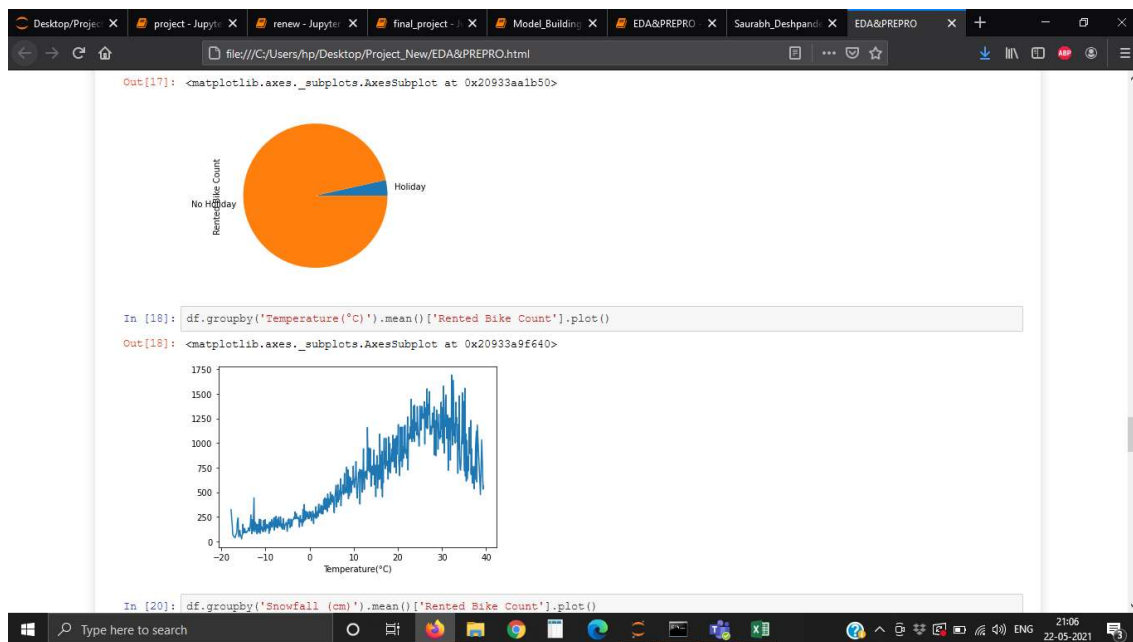 Desktop/Project
project - Jupyte
renew - Jupyter
final_project - J
Model_Building
EDA&PREPRO
Saurabh_Deshpand
EDA&PREPRO
file:///C:/Users/hp/Desktop/Project_New/EDA&PREPRO.html
ABP
Out[17]: <matplotlib.axes._subplots.AxesSubplot at 0x20933aa1b50>
Rented Bike Count
Holiday
No Holiday
In [18]: df.groupby('Temperature(°C)').mean()['Rented Bike Count'].plot()
Out[18]: <matplotlib.axes._subplots.AxesSubplot at 0x20933a9f640>
1750
1500
1250
1000
750
500
250
0
−20 −10 0 10 20 30 40
Temperature(°C)
In [20]: df.groupby('Snowfall (cm)').mean()['Rented Bike Count'].plot()
Type here to search
ENG
21:06
22-05-2021